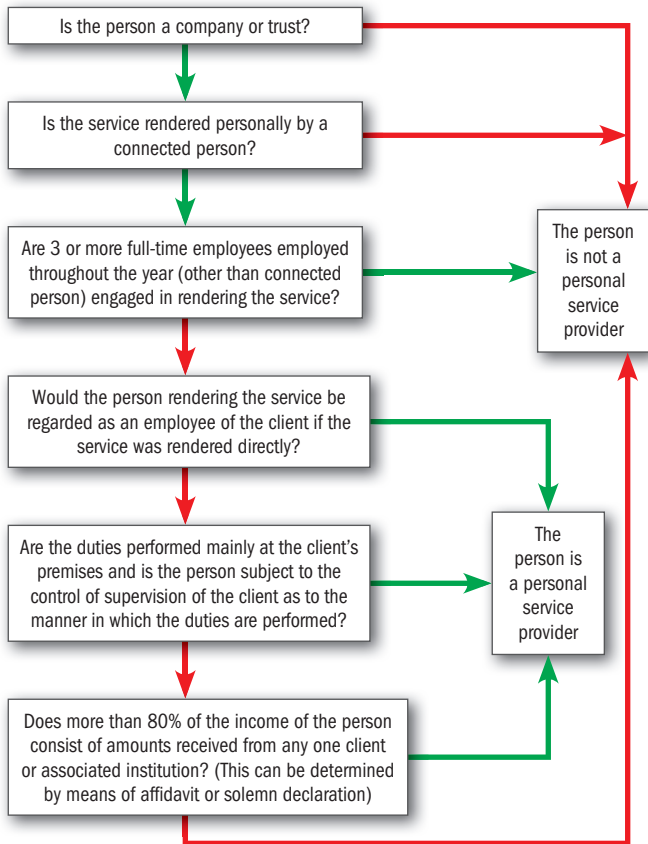 Is the person a company or trust?
Is the service rendered personally by a
connected person?
Are 3 or more full-time employees employed
throughout the year (other than connected
person) engaged in rendering the service?
The person
is not a
personal
service
provider
Would the person rendering the service be
regarded as an employee of the client if the
service was rendered directly?
Are the duties performed mainly at the client's
premises and is the person subject to the
control of supervision of the client as to the
manner in which the duties are performed?
The
person is
a personal
service
provider
Does more than 80% of the income of the person
consist of amounts received from any one client
or associated institution? (This can be determined
by means of affidavit or solemn declaration)